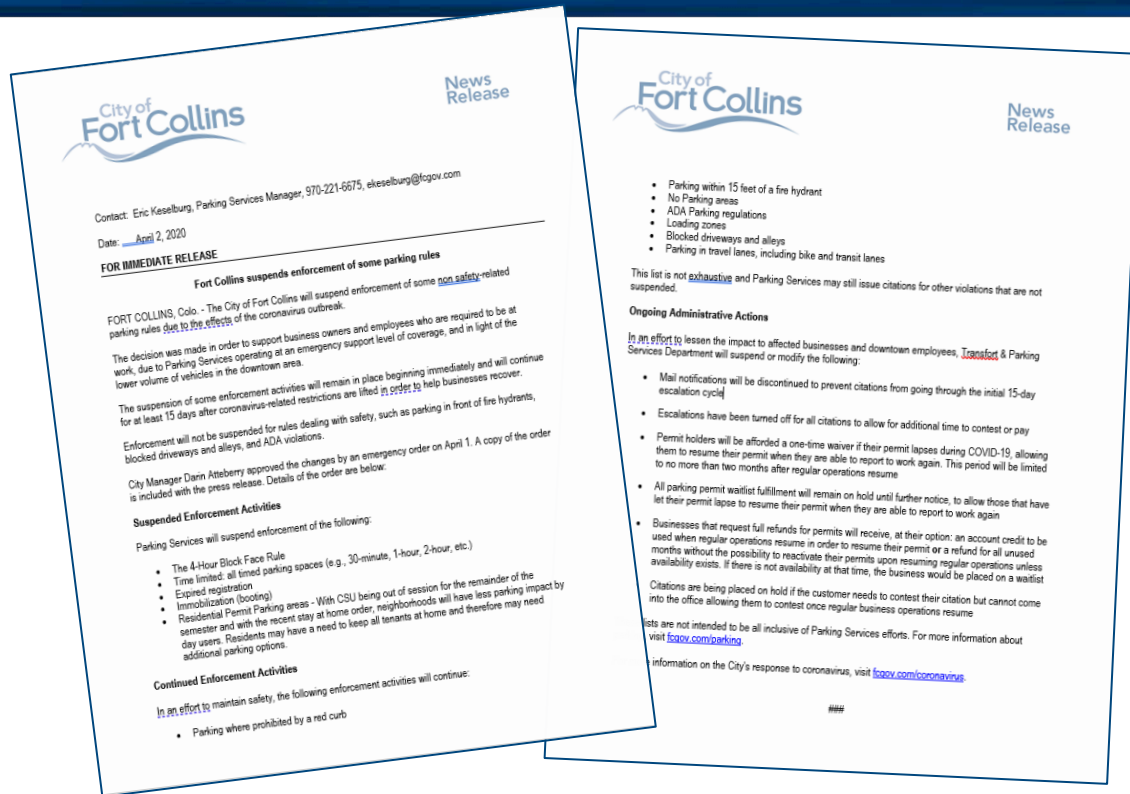 City of
Fort Collins
News
Release
Contact: Eric Keselburg, Parking Services Manager, 970-221-6675, ekeselburg@fcgov.com
Date: April 2, 2020
FOR IMMEDIATE RELEASE
Fort Collins suspends enforcement of some parking rules
FORT COLLINS, Colo. - The City of Fort Collins will suspend enforcement of some non safety-related
parking rules due to the effects of the coronavirus outbreak.
The decision was made in order to support business owners and employees who are required to be at
work, due to Parking Services operating at an emergency support level of coverage, and in light of the
lower volume of vehicles in the downtown area.
The suspension of some enforcement activities will remain in place beginning immediately and will continue
for at least 15 days after coronavirus-related restrictions are lifted in order to help businesses recover.
Enforcement will not be suspended for rules dealing with safety, such as parking in front of fire hydrants,
blocked driveways and alleys, and ADA violations.
City Manager Darin Atteberry approved the changes by an emergency order on April 1. A copy of the order
is included with the press release. Details of the order are below:
Suspended Enforcement Activities
Parking Services will suspend enforcement of the following:
• The 4-Hour Block Face Rule
• Time limited: all timed parking spaces (e.g., 30-minute, 1-hour, 2-hour, etc.)
• Expired registration
• Immobilization (booting)
• Residential Permit Parking areas - With CSU being out of session for the remainder of the
semester and with the recent stay at home order, neighborhoods will have less parking impact by
day users. Residents may have a need to keep all tenants at home and therefore may need
additional parking options.
Continued Enforcement Activities
In an effort to maintain safety, the following enforcement activities will continue:
• Parking where prohibited by a red curb
City of
Fort Collins
News
Release
• Parking within 15 feet of a fire hydrant
• No Parking areas
• ADA Parking regulations
• Loading zones
• Blocked driveways and alleys
• Parking in travel lanes, including bike and transit lanes
This list is not exhaustive and Parking Services may still issue citations for other violations that are not
suspended.
Ongoing Administrative Actions
In an effort to lessen the impact to affected businesses and downtown employees, Transfort & Parking
Services Department will suspend or modify the following:
• Mail notifications will be discontinued to prevent citations from going through the initial 15-day
escalation cycle
• Escalations have been turned off for all citations to allow for additional time to contest or pay
• Permit holders will be afforded a one-time waiver if their permit lapses during COVID-19, allowing
them to resume their permit when they are able to report to work again. This period will be limited
to no more than two months after regular operations resume
• All parking permit waitlist fulfillment will remain on hold until further notice, to allow those that have
let their permit lapse to resume their permit when they are able to report to work again
• Businesses that request full refunds for permits will receive, at their option: an account credit to be
used when regular operations resume in order to resume their permit or a refund for all unused
months without the possibility to reactivate their permits upon resuming regular operations unless
availability exists. If there is not availability at that time, the business would be placed on a waitlist
Citations are being placed on hold if the customer needs to contest their citation but cannot come
into the office allowing them to contest once regular business operations resume
lists are not intended to be all inclusive of Parking Services efforts. For more information about
visit fcgov.com/parking.
information on the City's response to coronavirus, visit fcgov.com/coronavirus.
###